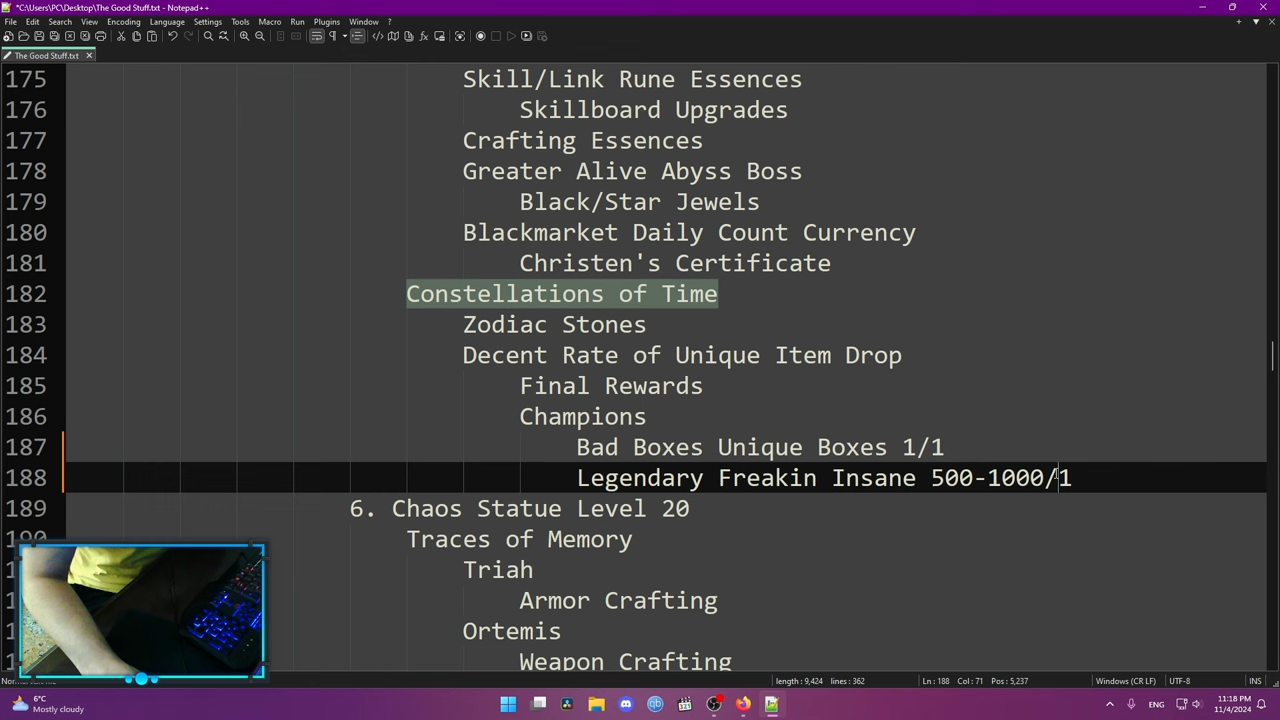 *C:\Users\PC\Desktop\The Good Stuff.txt - Notepad++
File Edit Search View Encoding Language Settings Tools Macro Run Plugins Window ?
The Good Stuff.txt
175 Skill/Link Rune Essences
176 Skillboard Upgrades
177 Crafting Essences
178 Greater Alive Abyss Boss
179 Black/Star Jewels
180 Blackmarket Daily Count Currency
181 Christen's Certificate
182 Constellations of Time
183 Zodiac Stones
184 Decent Rate of Unique Item Drop
185 Final Rewards
186 Champions
187 Bad Boxes Unique Boxes 1/1
188 Legendary Freakin Insane 500-1000/1
189 6. Chaos Statue Level 20
190 Traces of Memory
Triah
Armor Crafting
Ortemis
Weapon Crafting
length : 9,424 lines : 362 Ln : 188 Col : 71 Pos : 5,237 Windows (CR LF) UTF-8 INS
6°C
Mostly cloudy
ENG
11:18 PM
11/4/2024